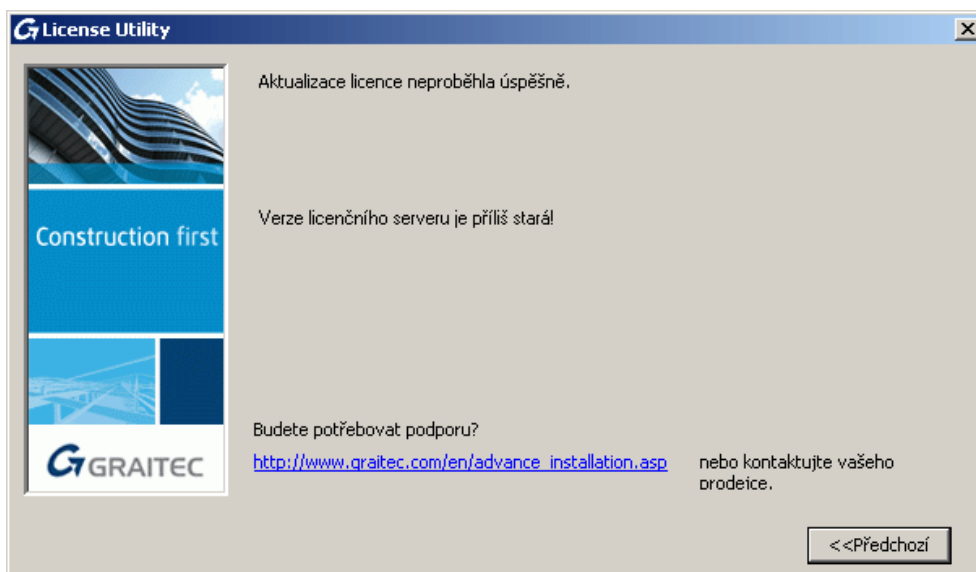 License Utility
Aktualizace licence neproběhla úspěšně.
Verze licenčního serveru je příliš stará!
Construction first
Budete potřebovat podporu?
http://www.graitec.com/en/advance_installation.asp
nebo kontaktujte vašeho
prodejce.
GRAITEC
<<Předchozí